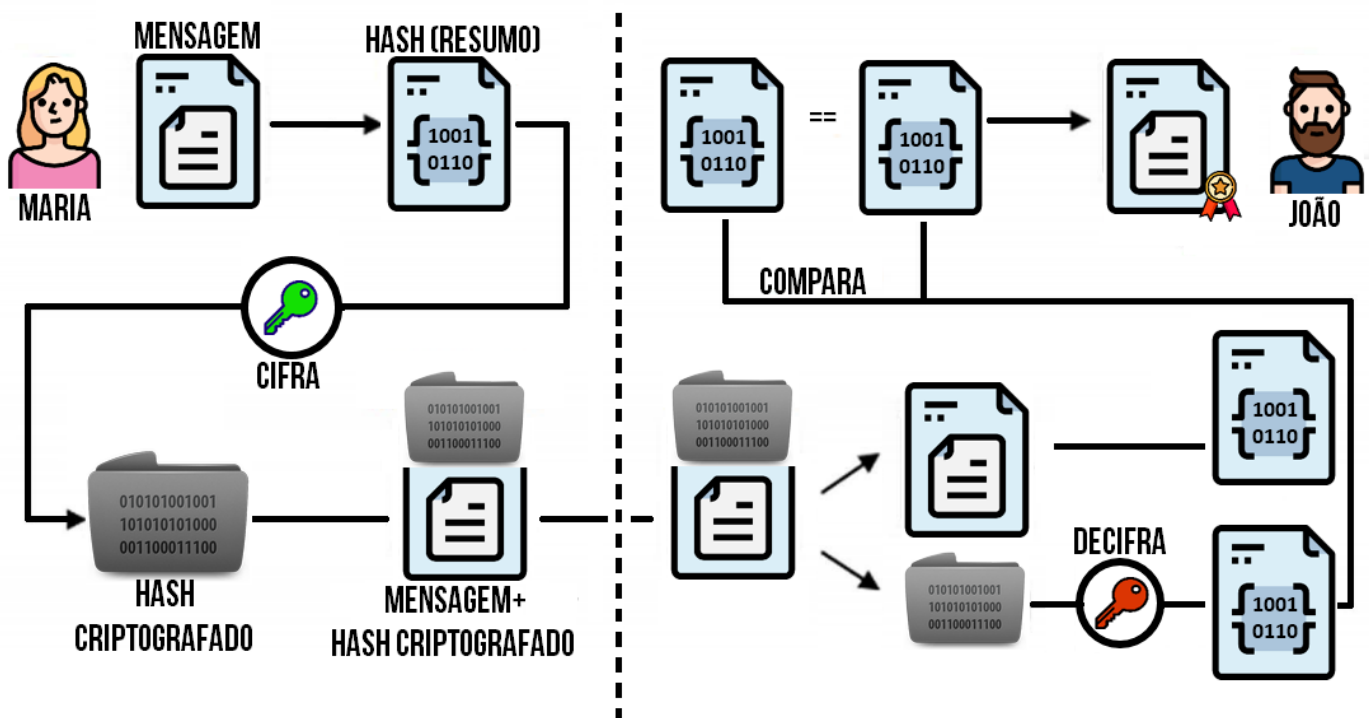 MENSAGEM
HASH (RESUMO)
1001
0110
MARIA
CIFRA
010101001001
101010101000
001100011100
HASH
CRIPTOGRAFADO
010101001001
101010101000
001100011100
MENSAGEM+
HASH CRIPTOGRAFADO
1001
0110
==
1001
0110
JOÃO
COMPARA
010101001001
101010101000
001100011100
1001
0110
010101001001
101010101000
001100011100
DECIFRA
1001
0110